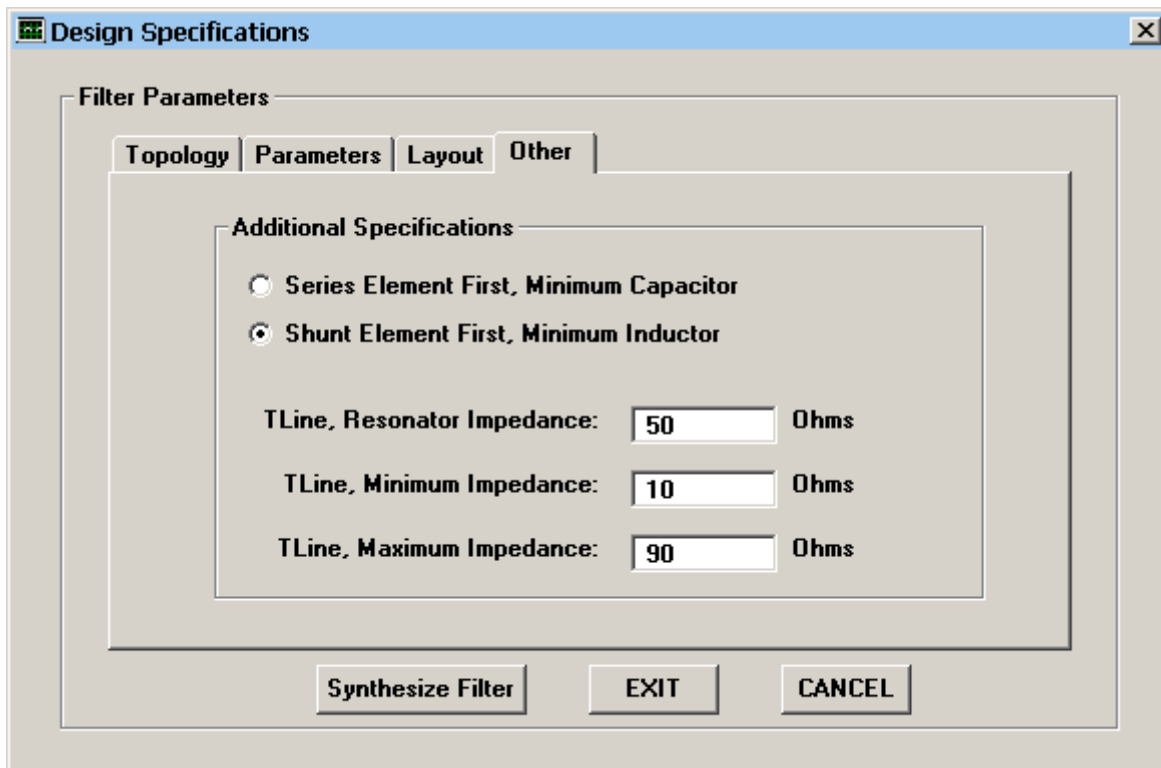 Design Specifications
Filter Parameters
Topology Parameters Layout Other
Additional Specifications
Series Element First, Minimum Capacitor
Shunt Element First, Minimum Inductor
TLine, Resonator Impedance: 50 Ohms
TLine, Minimum Impedance: 10 Ohms
TLine, Maximum Impedance: 90 Ohms
Synthesize Filter EXIT CANCEL